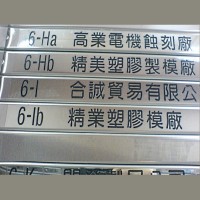 6-Ha 高業電機蝕刻廠
6-Hb 精美塑膠製模廠
6-I 合誠貿易有限公
6-Ib 精業塑膠模廠